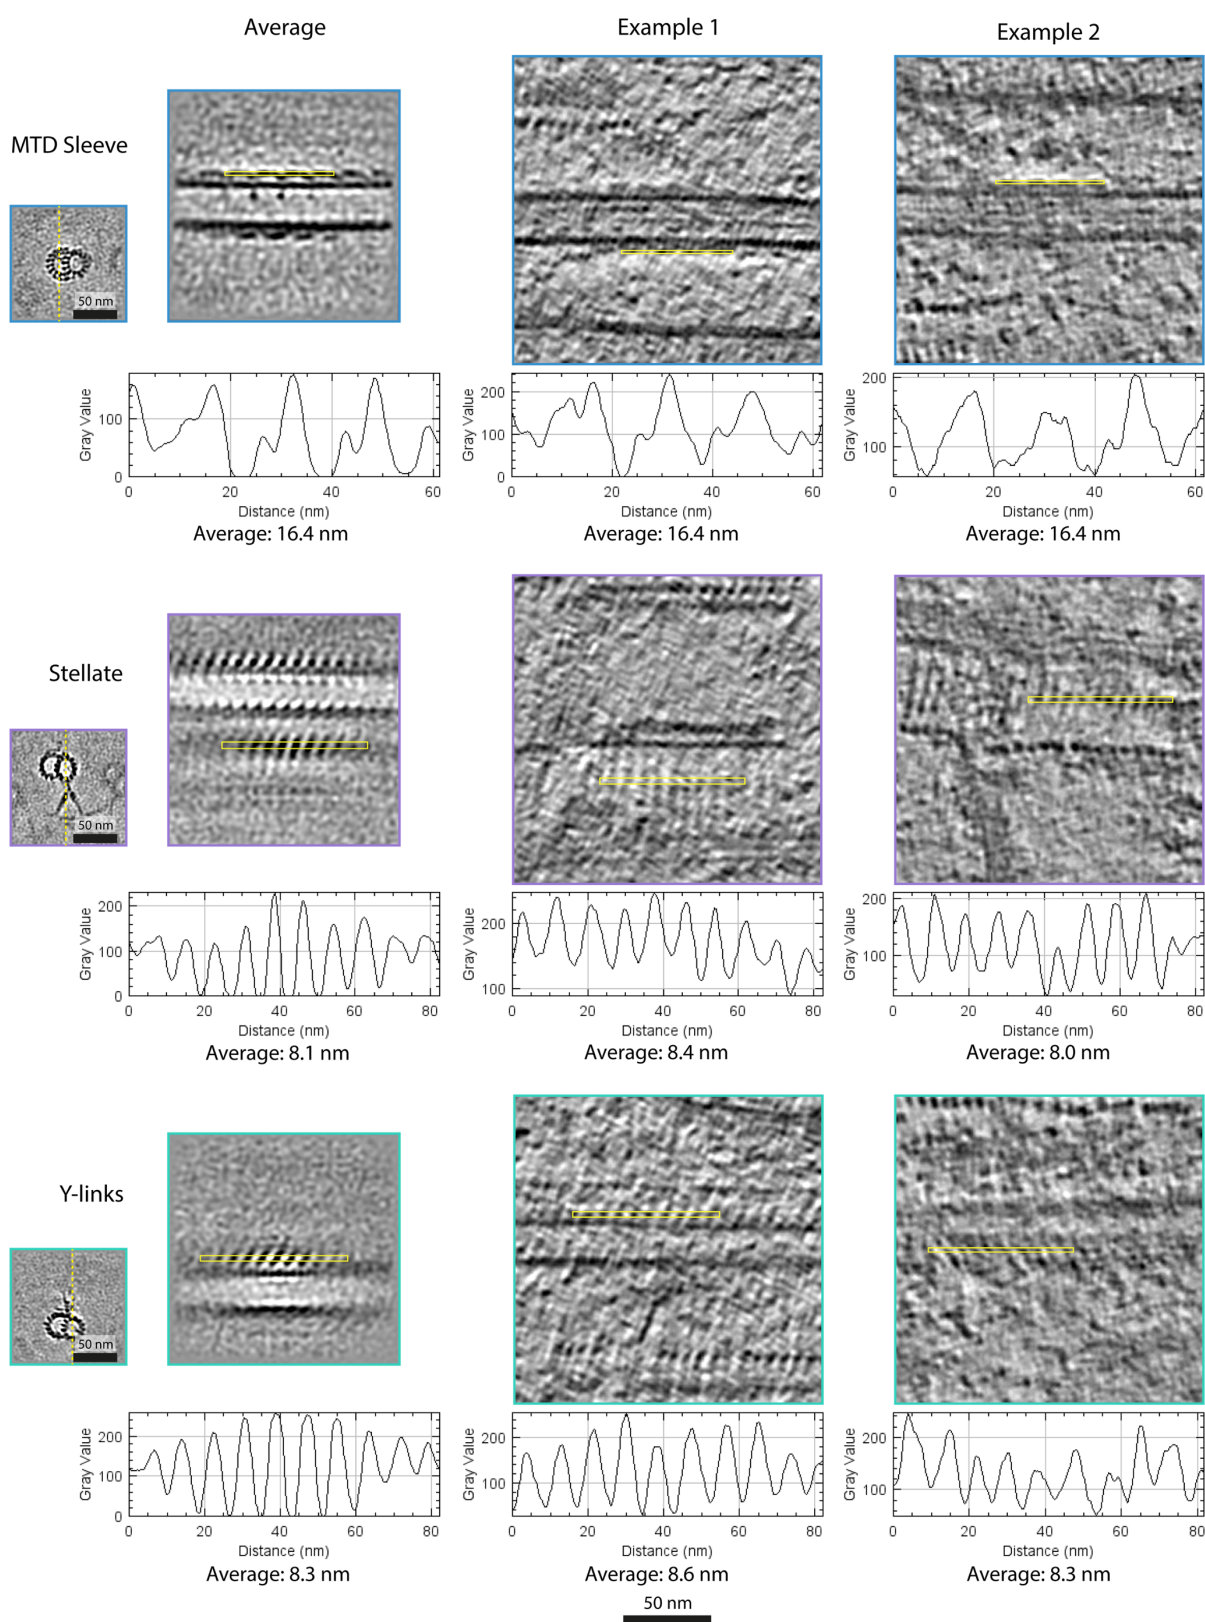 Average
Example 1
Example 2
MTD Sleeve
50 nm
Gray Value
100
0
0
20
40
60
Distance (nm)
Average: 16.4 nm
Gray Value
200
100
0
0
20
40
60
Distance (nm)
Average: 16.4 nm
Gray Value
200
100
0
20
40
60
Distance (nm)
Average: 16.4 nm
Stellate
50 nm
Gray Value
200
100
0
0
20
40
60
80
Distance (nm)
Average: 8.1 nm
Gray Value
200
100
0
20
40
60
80
Distance (nm)
Average: 8.4 nm
Gray Value
200
100
0
20
40
60
80
Distance (nm)
Average: 8.0 nm
Y-links
50 nm
Gray Value
200
100
0
0
20
40
60
80
Distance (nm)
Average: 8.3 nm
Gray Value
200
100
0
20
40
60
80
Distance (nm)
Average: 8.6 nm
Gray Value
200
100
0
20
40
60
80
Distance (nm)
Average: 8.3 nm
50 nm